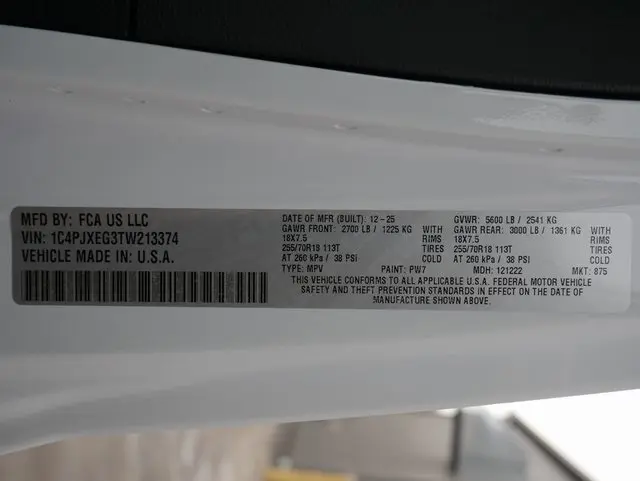 MFD BY: FCA US LLC
VIN: 1C4PJXEG3TW213374
VEHICLE MADE IN: U.S.A.
DATE OF MFR (BUILT): 12-25 GVWR: 5600 LB / 2541 KG
GAWR FRONT: 2700 LB / 1225 KG WITH GAWR REAR: 3000 LB / 1361 KG WITH
18X7.5 RIMS 18X7.5 RIMS
255/70R18 113T TIRES 255/70R18 113T TIRES
AT 260 kPa / 38 PSI COLD AT 260 kPa / 38 PSI COLD
TYPE: MPV PAINT: PW7 MDH: 121222 MKT: 875
THIS VEHICLE CONFORMS TO ALL APPLICABLE U.S.A. FEDERAL MOTOR VEHICLE
SAFETY AND THEFT PREVENTION STANDARDS IN EFFECT ON THE DATE OF
MANUFACTURE SHOWN ABOVE.